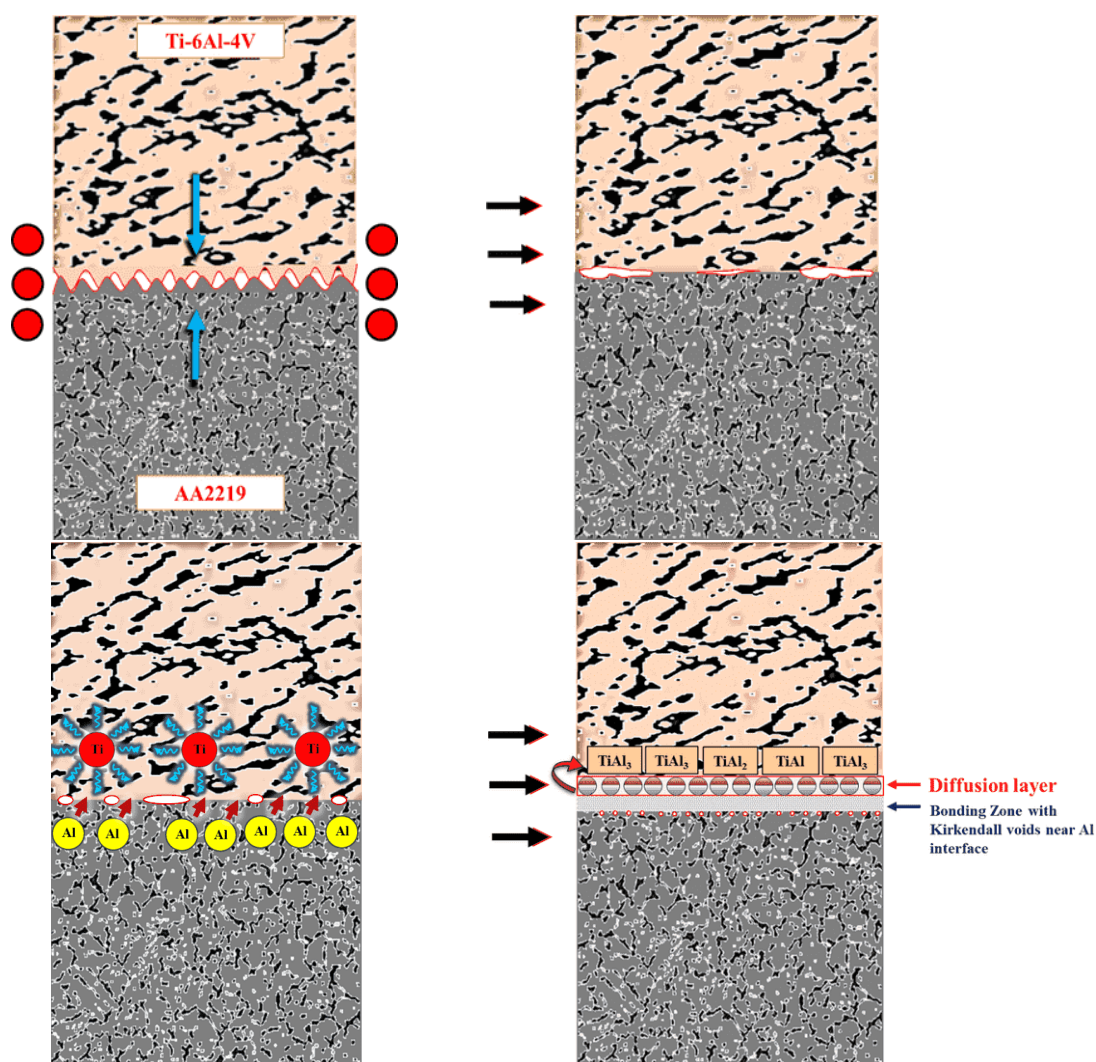 Ti-6Al-4V
AA2219
Ti Ti Ti
Al Al Al Al Al Al Al
TiAl₃ TiAl₃ TiAl₂ TiAl TiAl₃
Diffusion layer
Bonding Zone with
Kirkendall voids near Al
interface